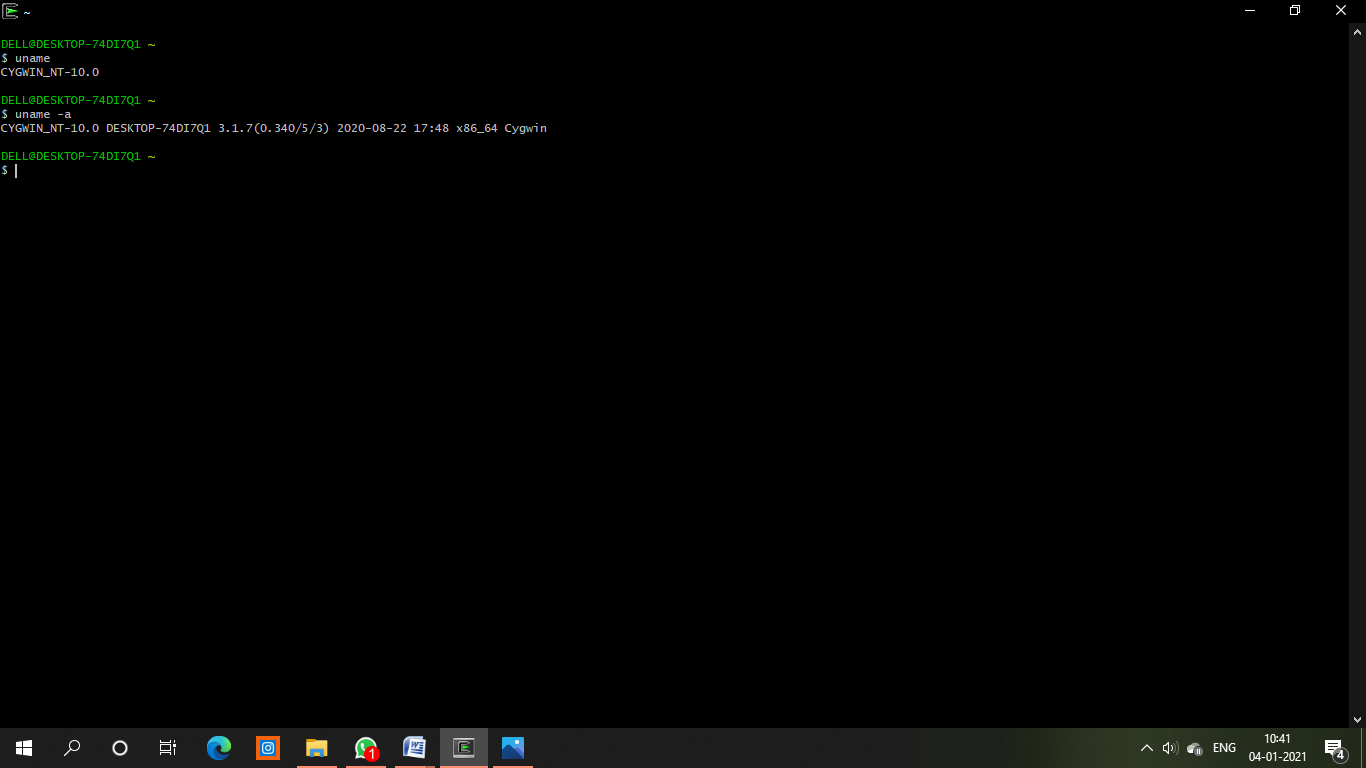 ~
DELL@DESKTOP-74DI7Q1 ~
$ uname
CYGWIN_NT-10.0
DELL@DESKTOP-74DI7Q1 ~
$ uname -a
CYGWIN_NT-10.0 DESKTOP-74DI7Q1 3.1.7(0.340/5/3) 2020-08-22 17:48 x86_64 Cygwin
DELL@DESKTOP-74DI7Q1 ~
$
1
W
ENG
10:41
04-01-2021
4